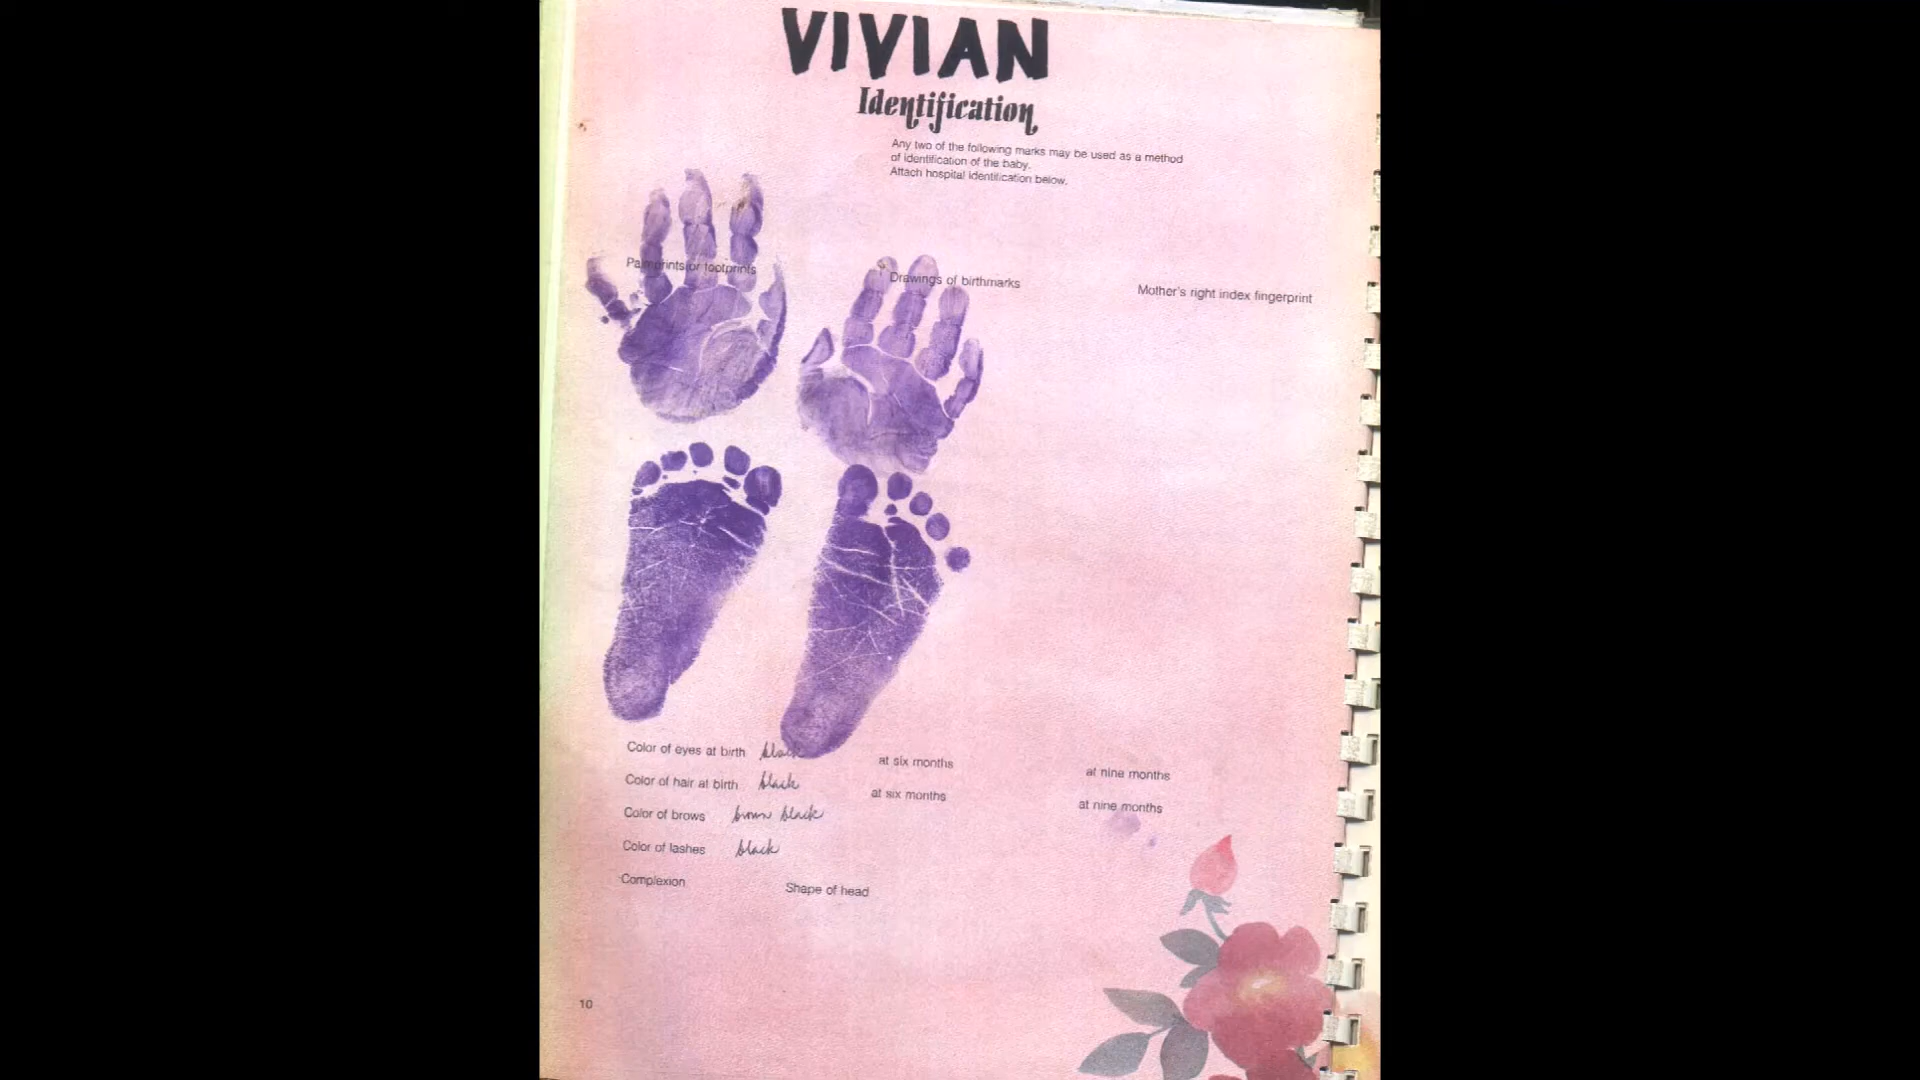 VIVIAN
Identification
Any two of the following marks may be used as a method
of identification of the baby.
Attach hospital identification below.
Palmprints or footprints
Drawings of birthmarks
Mother's right index fingerprint
Color of eyes at birth black at six months at nine months
Color of hair at birth black at six months at nine months
Color of brows brown black
Color of lashes black
Complexion Shape of head
10